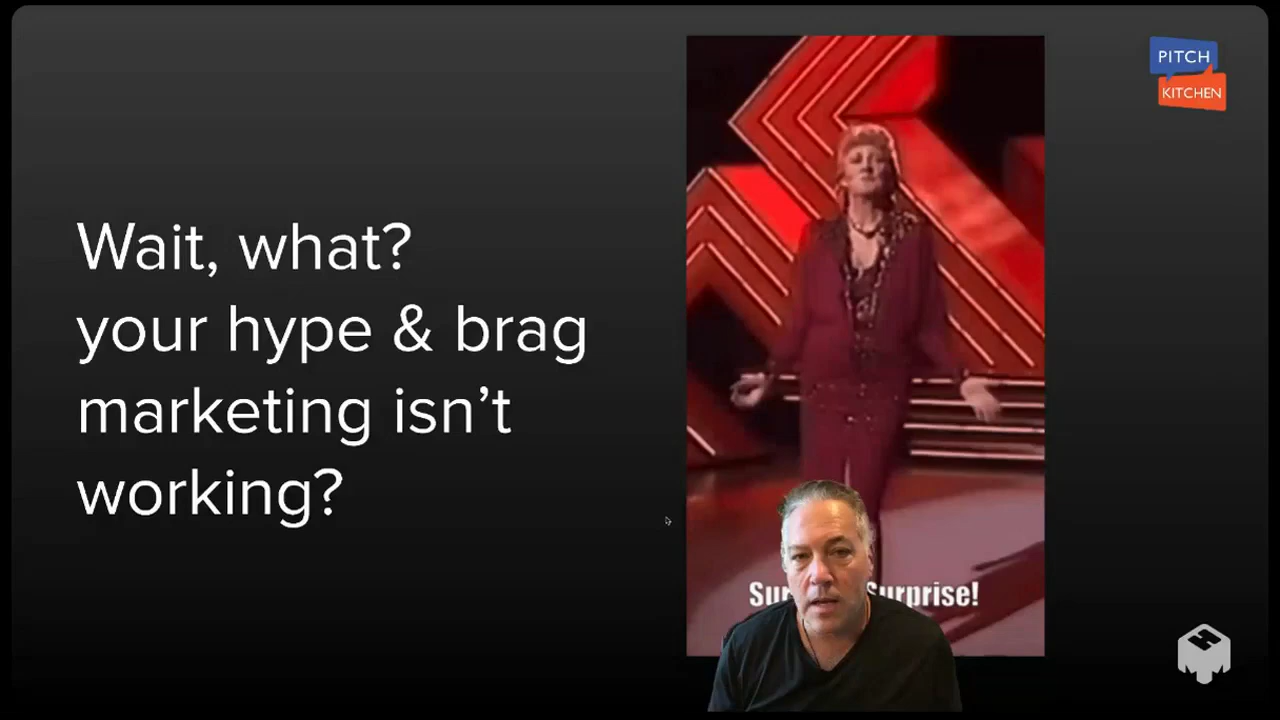 PITCH
KITCHEN
Wait, what?
your hype & brag
marketing isn’t
working?
Surprise!